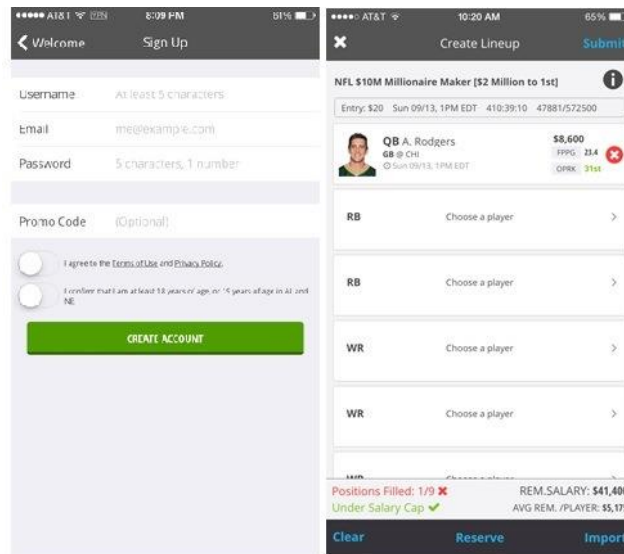 AT&T
8:09 PM
61%
Welcome
Sign Up
Username At least 5 characters
Email me@example.com
Password 5 characters, 1 number
Promo Code (Optional)
I agree to the Terms of Use and Privacy Policy.
I confirm that I am at least 18 years of age, or 19 years of age in AL and
NE
CREATE ACCOUNT
AT&T
10:20 AM
65%
Create Lineup
Submi
NFL $10M Millionaire Maker [$2 Million to 1st]
Entry: $20 Sun 09/13, 1PM EDT 410:39:10 47881/572500
QB A. Rodgers
GB @ CHI
Sun 09/13, 1PM EDT
$8,600
FPPG 23.4
OPRK 31st
RB Choose a player
RB Choose a player
WR Choose a player
WR Choose a player
WR Choose a player
Positions Filled: 1/9
REM.SALARY: $41,400
Under Salary Cap
AVG REM. /PLAYER: $5,175
Clear
Reserve
Import